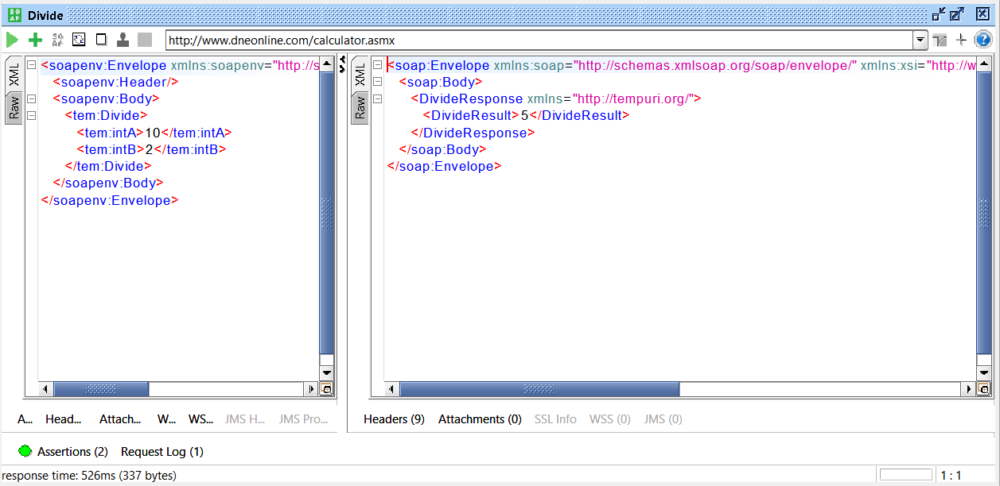 Divide
http://www.dneonline.com/calculator.asmx
XML
Raw
<soapenv:Envelope xmlns:soapenv="http://s
<soapenv:Header/>
<soapenv:Body>
<tem:Divide>
<tem:intA>10</tem:intA>
<tem:intB>2</tem:intB>
</tem:Divide>
</soapenv:Body>
</soapenv:Envelope>
XML
Raw
<soap:Envelope xmlns:soap="http://schemas.xmlsoap.org/soap/envelope/" xmlns:xsi="http://w
<soap:Body>
<DivideResponse xmlns="http://tempuri.org/">
<DivideResult>5</DivideResult>
</DivideResponse>
</soap:Body>
</soap:Envelope>
A... Head... Attach... W... WS... JMS H... JMS Pro...
Headers (9) Attachments (0) SSL Info WSS (0) JMS (0)
Assertions (2) Request Log (1)
response time: 526ms (337 bytes) 1 : 1